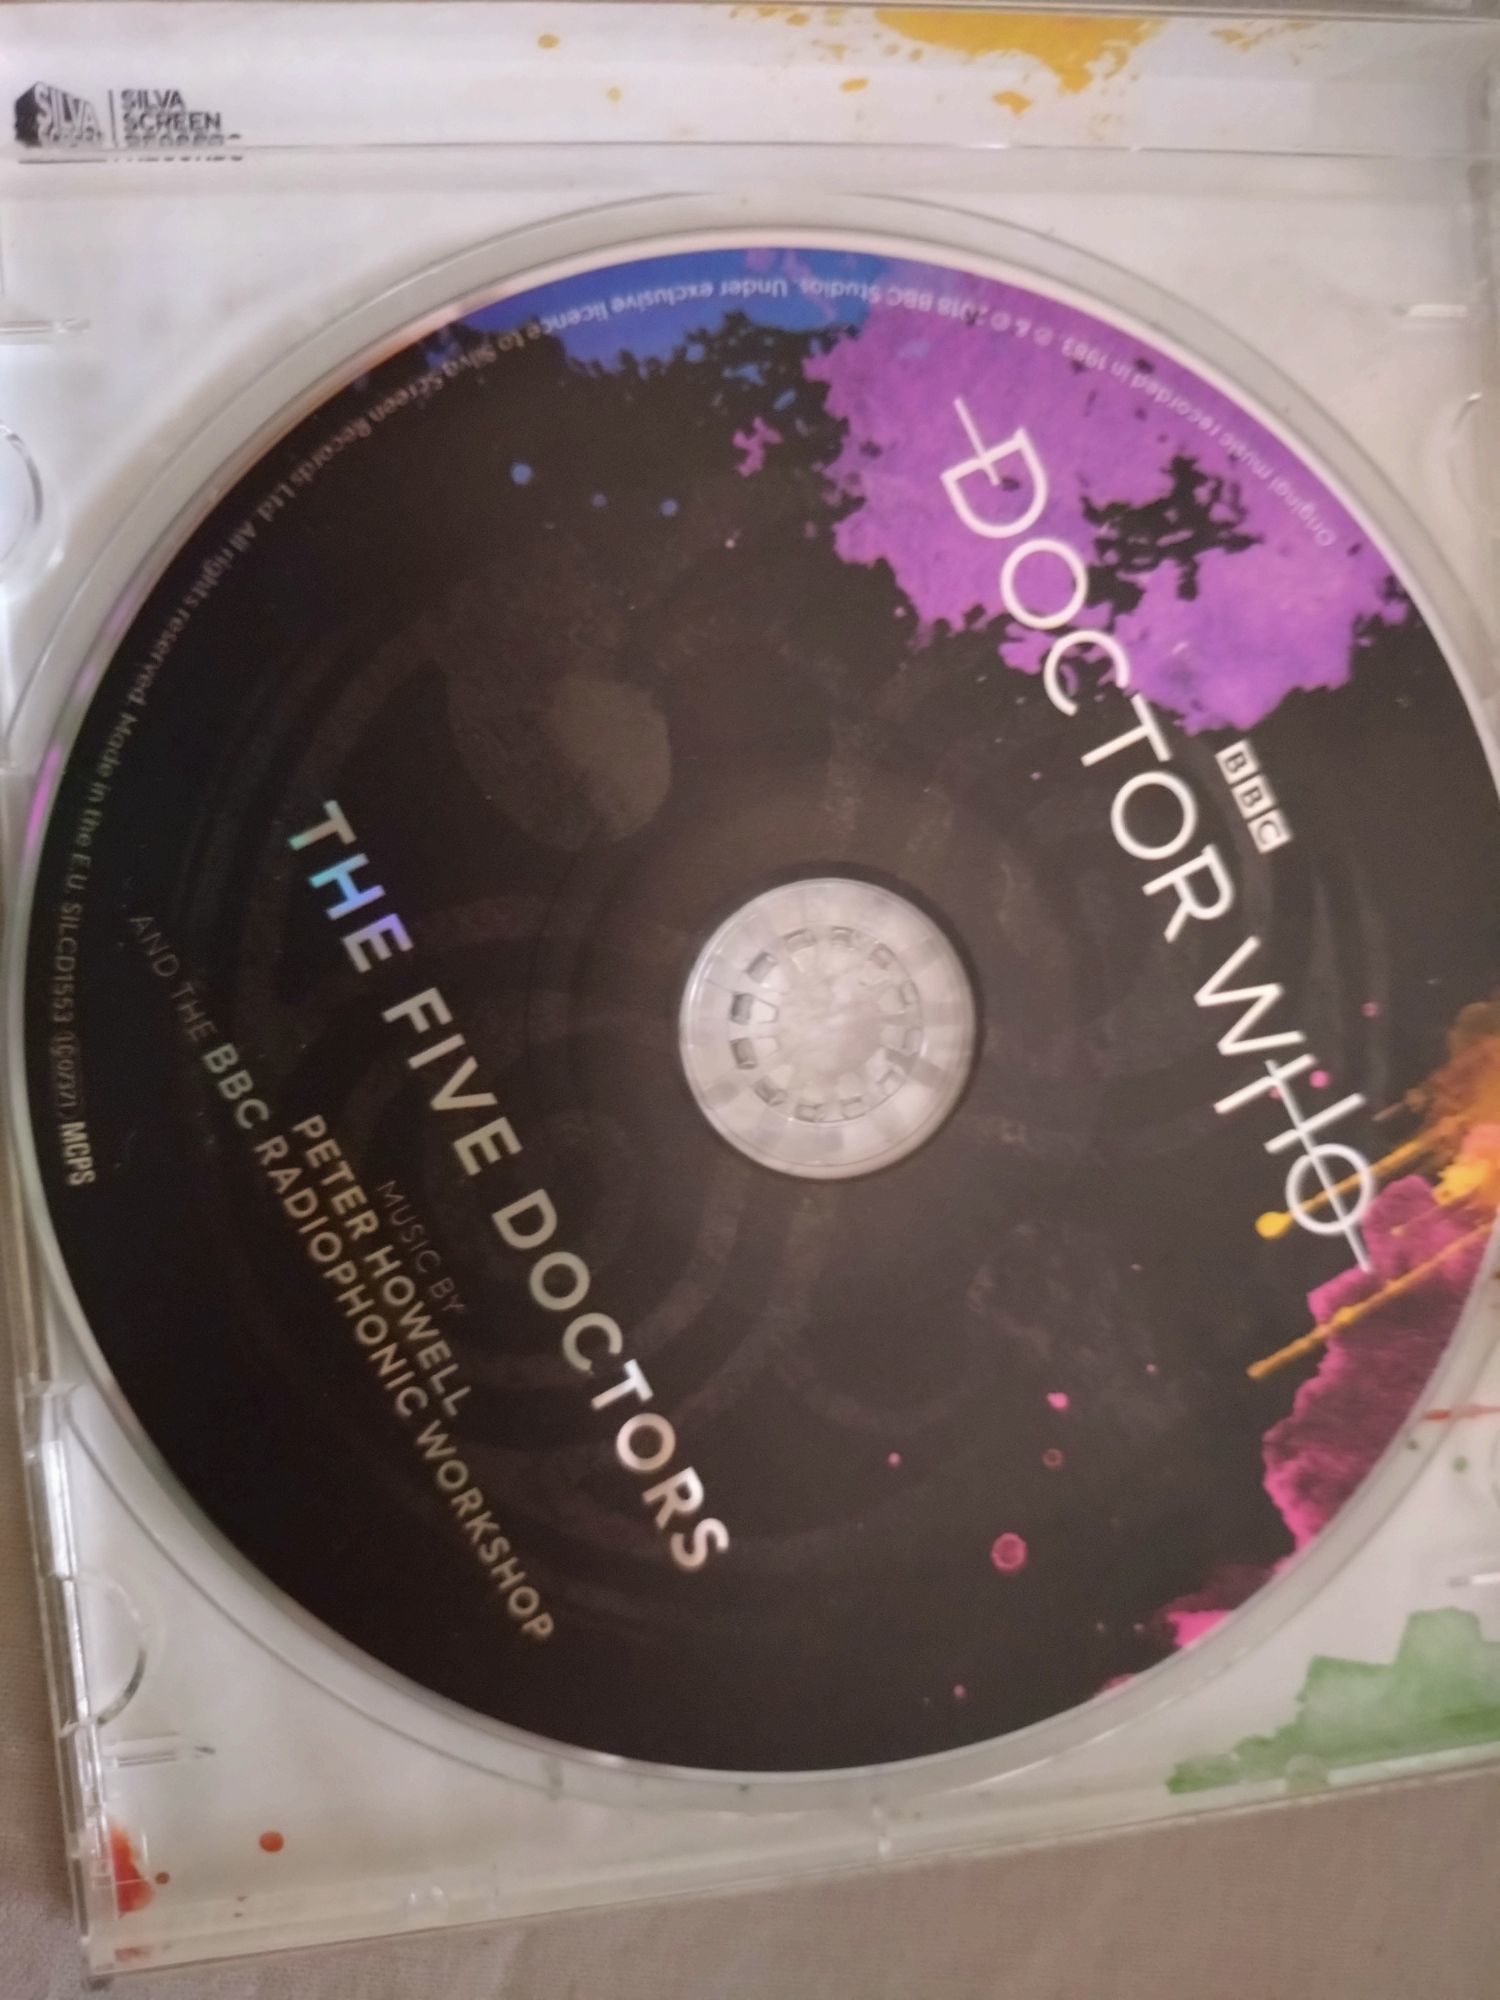 SILVA
SILVA
SCREEN
BBC
DOCTOR WHO
THE FIVE DOCTORS
MUSIC BY
PETER HOWELL
AND THE BBC RADIOPHONIC WORKSHOP
Original music recorded in 1983. ℗ & © 2018 BBC Studios. Under exclusive licence to Silva Screen Records Ltd. All rights reserved. Made in the E.U. SILCD1553 MCPS